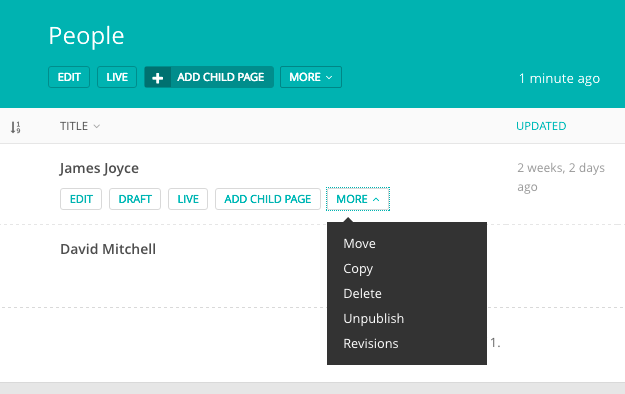 People
EDIT LIVE + ADD CHILD PAGE MORE
1 minute ago
TITLE UPDATED
James Joyce
2 weeks, 2 days
ago
EDIT DRAFT LIVE ADD CHILD PAGE MORE
Move
Copy
Delete
Unpublish
Revisions
David Mitchell
1.